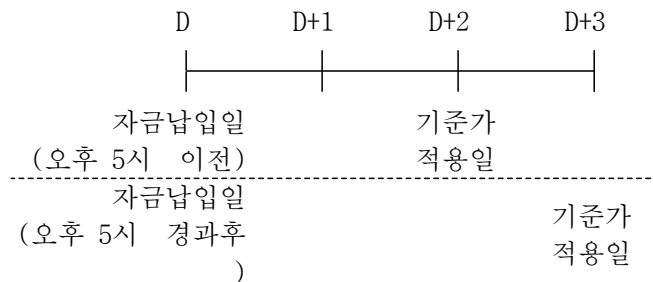 D D+1 D+2 D+3
자금납입일 기준가
(오후 5시 이전) 적용일
자금납입일
(오후 5시 경과후
)
기준가
적용일